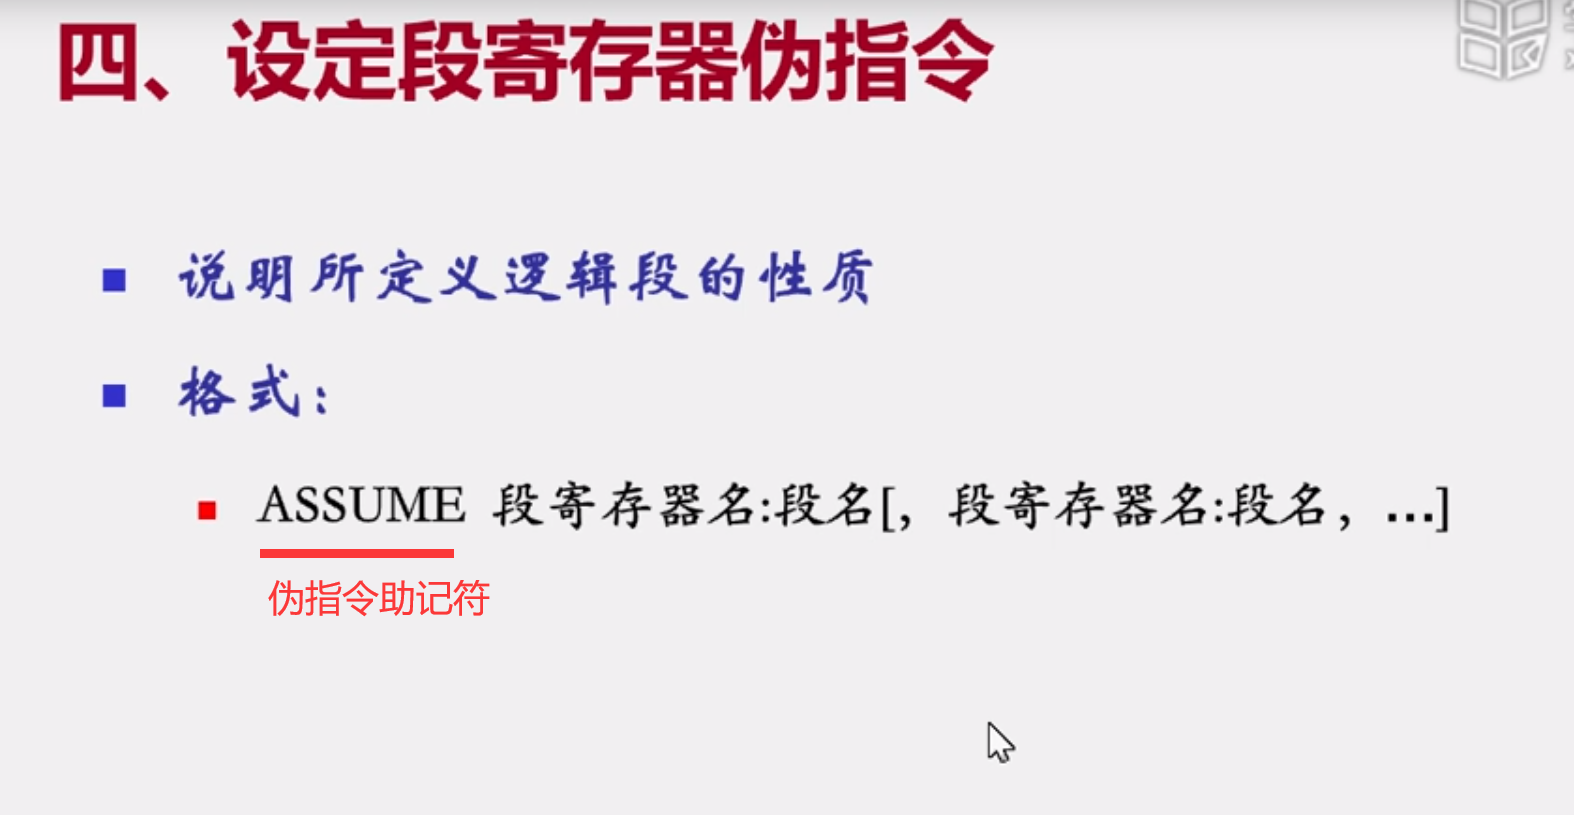 四、设定段寄存器伪指令
说明所定义逻辑段的性质
格式：
ASSUME 段寄存器名:段名[，段寄存器名:段名，…]
伪指令助记符